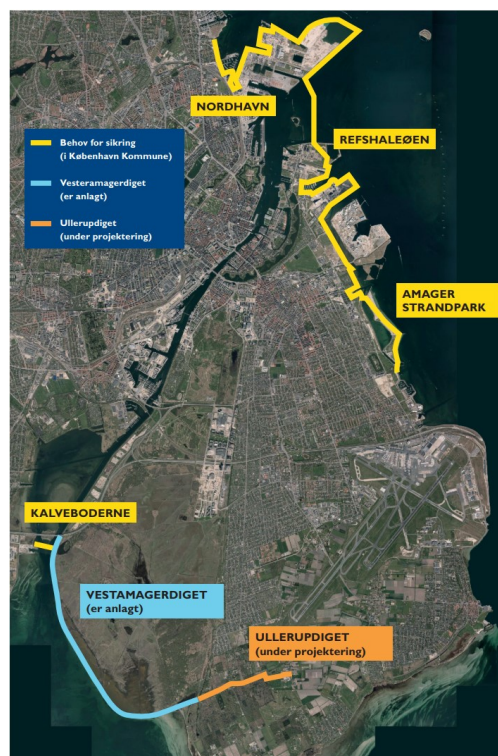 NORDHAVN
REFSHALEØEN
Behov for sikring
(i København Kommune)
Vesteramagerdiget
(er anlagt)
Ullerupdiget
(under projektering)
AMAGER
STRANDPARK
KALVEBODERNE
VESTAMAGERDIGET
(er anlagt)
ULLERUPDIGET
(under projektering)